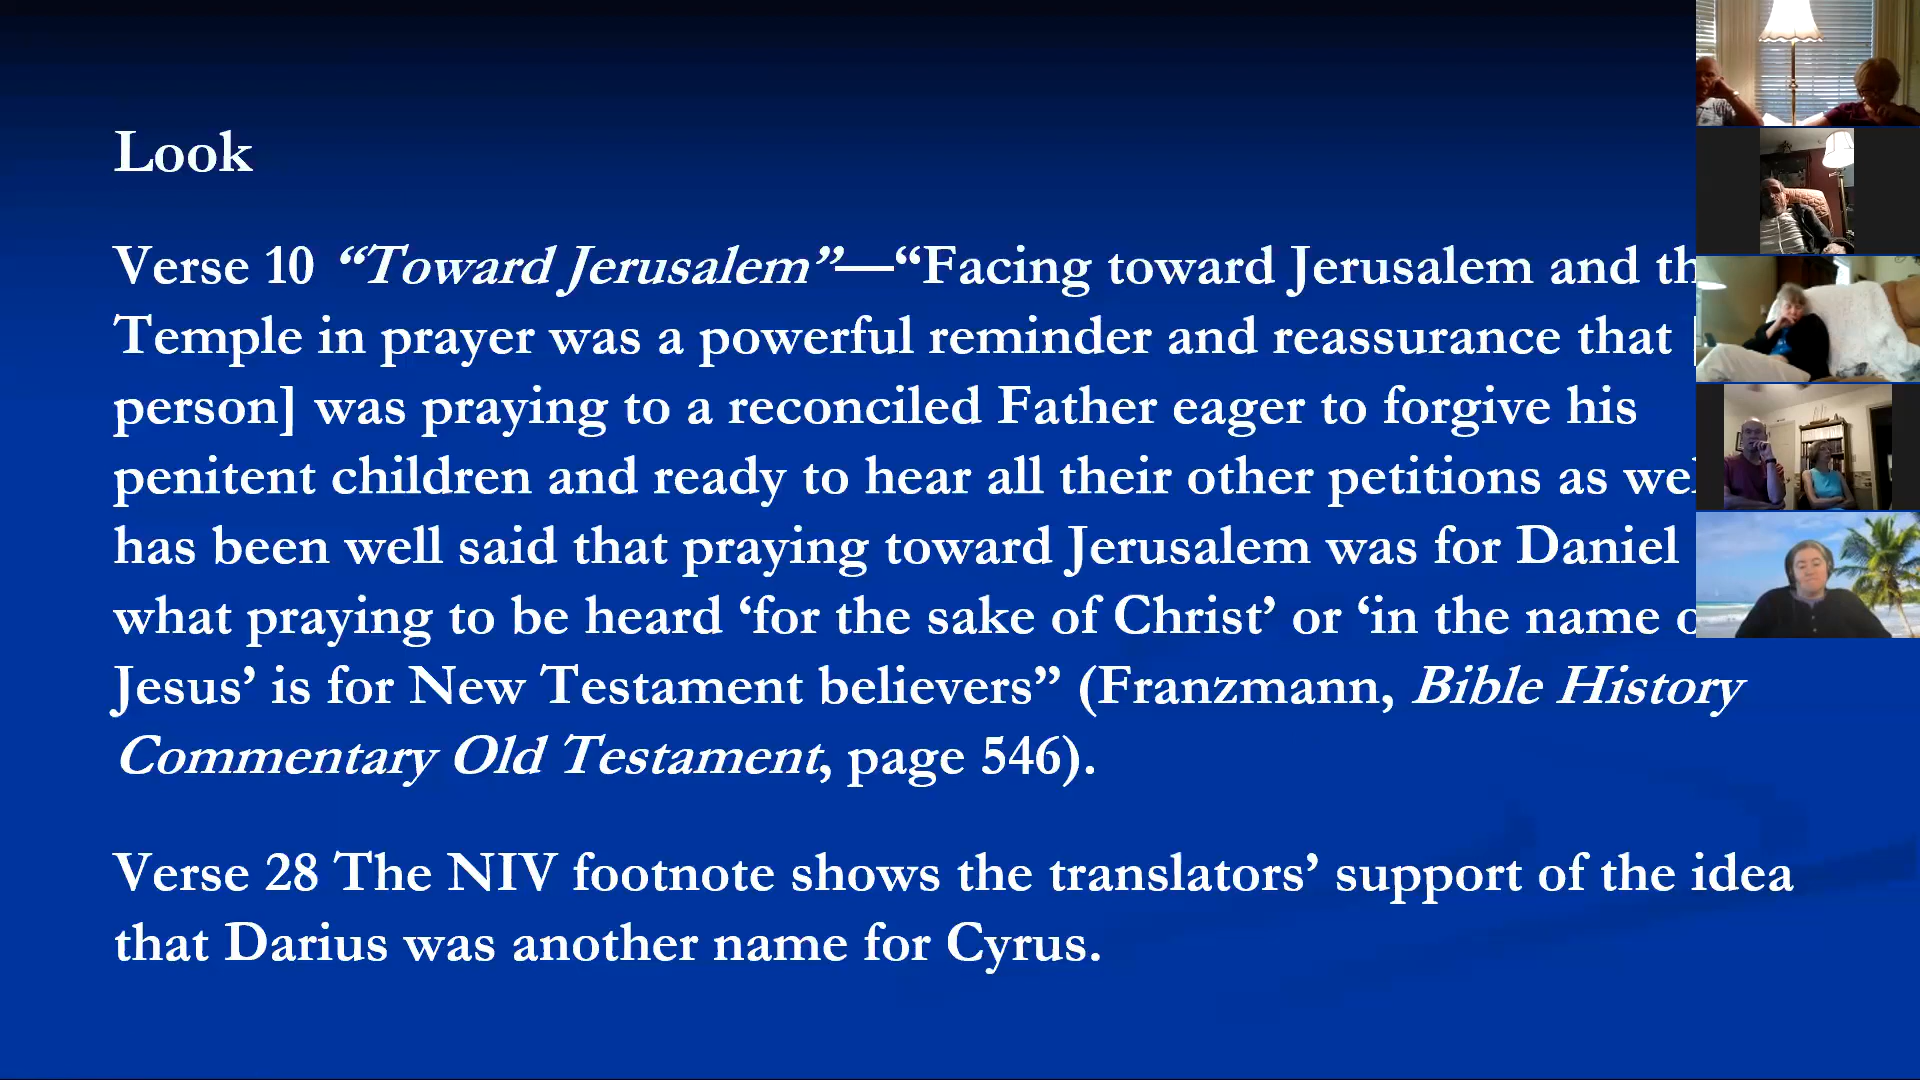 Look
Verse 10 “Toward Jerusalem”—“Facing toward Jerusalem and
Temple in prayer was a powerful reminder and reassurance that
person] was praying to a reconciled Father eager to forgive his
penitent children and ready to hear all their other petitions as
has been well said that praying toward Jerusalem was for Daniel
what praying to be heard ‘for the sake of Christ’ or ‘in the name
Jesus’ is for New Testament believers” (Franzmann, Bible History
Commentary Old Testament, page 546).
Verse 28 The NIV footnote shows the translators’ support of the idea
that Darius was another name for Cyrus.